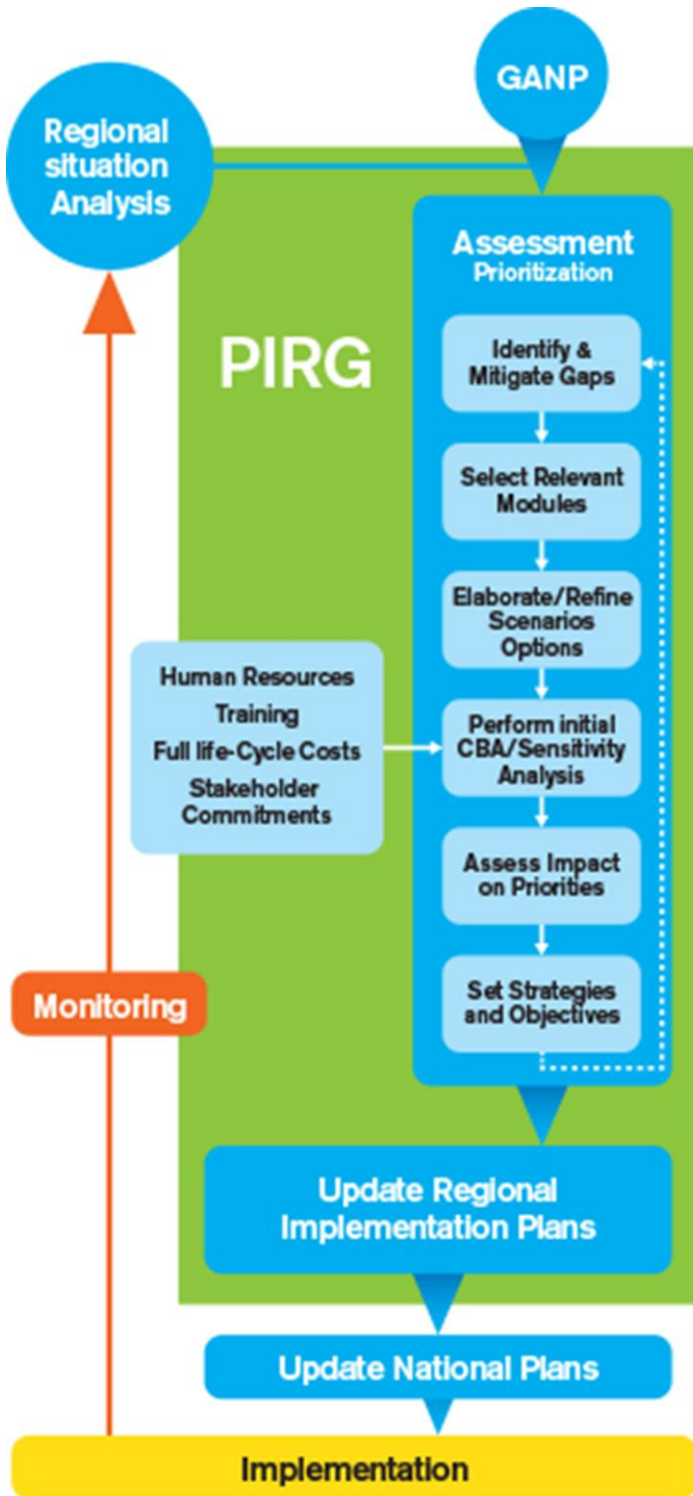 GANP
Regional
situation
Analysis
Assessment
Prioritization
PIRG
Identify &
Mitigate Gaps
Select Relevant
Modules
Elaborate/Refine
Scenarios
Options
Human Resources
Training
Full life-Cycle Costs
Stakeholder
Commitments
Perform initial
CBA/Sensitivity
Analysis
Assess Impact
on Priorities
Set Strategies
and Objectives
Monitoring
Update Regional
Implementation Plans
Update National Plans
Implementation